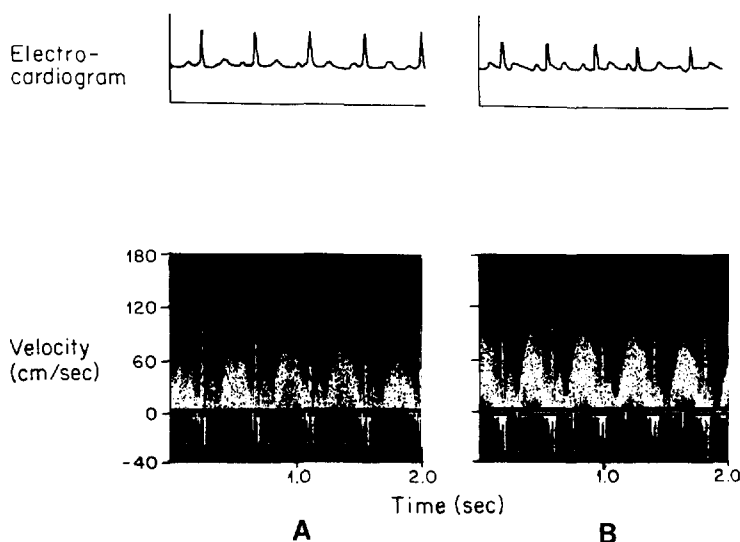 Electro-
cardiogram
180
120
60
0
-40
Velocity
(cm/sec)
1.0 2.0 1.0 2.0
Time (sec)
A B